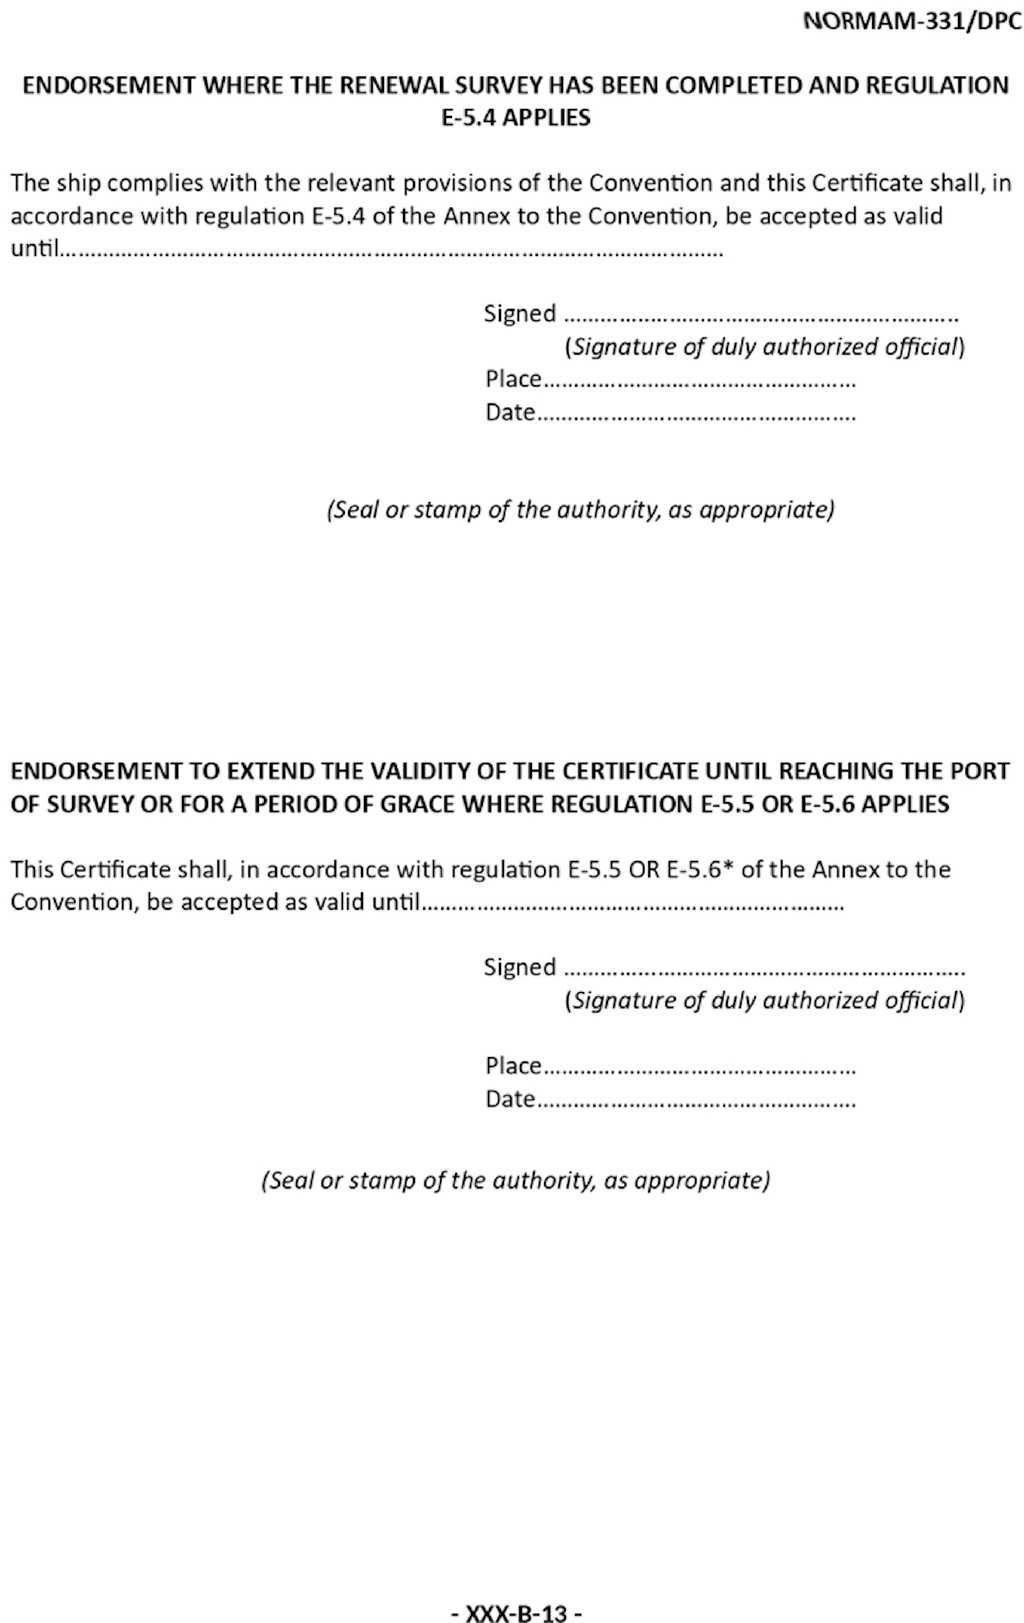 NORMAM-331/DPC
ENDORSEMENT WHERE THE RENEWAL SURVEY HAS BEEN COMPLETED AND REGULATION
E-5.4 APPLIES
The ship complies with the relevant provisions of the Convention and this Certificate shall, in
accordance with regulation E-5.4 of the Annex to the Convention, be accepted as valid
until....................................................................................................
Signed ................................................................
(Signature of duly authorized official)
Place...................................................
Date....................................................
(Seal or stamp of the authority, as appropriate)
ENDORSEMENT TO EXTEND THE VALIDITY OF THE CERTIFICATE UNTIL REACHING THE PORT
OF SURVEY OR FOR A PERIOD OF GRACE WHERE REGULATION E-5.5 OR E-5.6 APPLIES
This Certificate shall, in accordance with regulation E-5.5 OR E-5.6* of the Annex to the
Convention, be accepted as valid until.....................................................................
Signed .................................................................
(Signature of duly authorized official)
Place...................................................
Date....................................................
(Seal or stamp of the authority, as appropriate)
- XXX-B-13 -